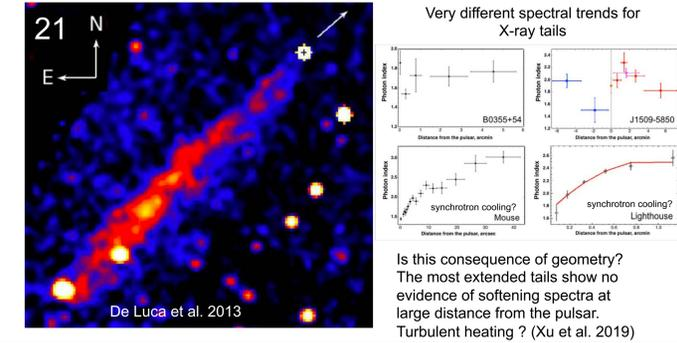 21
N
E
De Luca et al. 2013
Very different spectral trends for
X-ray tails
Photon index
B0355+54
Distance from the pulsar, arcmin
Photon index
J1509-5850
Distance from the pulsar, arcmin
Photon index
synchrotron cooling?
Mouse
Distance from the pulsar, arcsec
Photon index
synchrotron cooling?
Lighthouse
Distance from the pulsar, arcmin
Is this consequence of geometry?
The most extended tails show no
evidence of softening spectra at
large distance from the pulsar.
Turbulent heating ? (Xu et al. 2019)